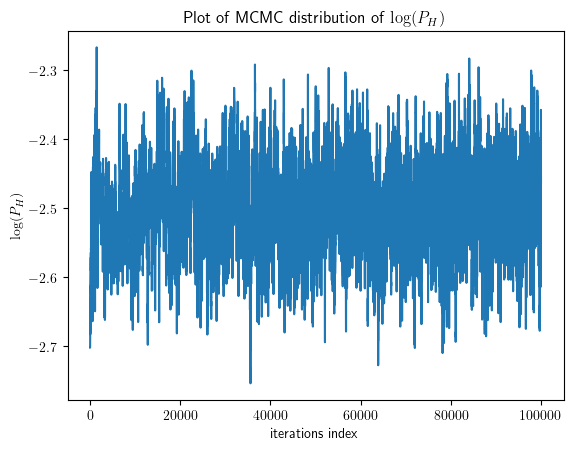 Plot of MCMC distribution of log(P_H)
log(P_H)
−2.3
−2.4
−2.5
−2.6
−2.7
0 20000 40000 60000 80000 100000
iterations index